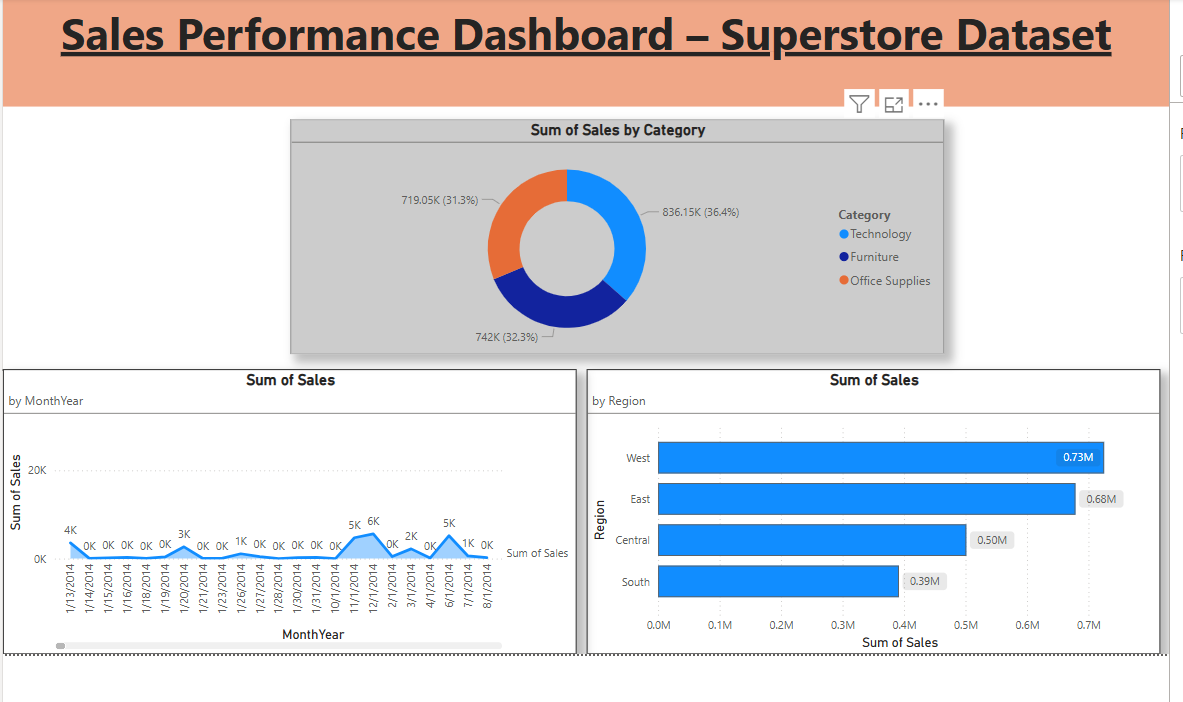 Sales Performance Dashboard – Superstore Dataset
Sum of Sales by Category
719.05K (31.3%)
836.15K (36.4%)
742K (32.3%)
Category
Technology
Furniture
Office Supplies
Sum of Sales
by MonthYear
Sum of Sales
20K
0K
4K
0K
0K
0K
0K
0K
3K
0K
0K
1K
0K
0K
0K
0K
0K
5K
6K
0K
2K
0K
5K
1K
0K
Sum of Sales
1/13/2014
1/14/2014
1/15/2014
1/16/2014
1/18/2014
1/19/2014
1/20/2014
1/21/2014
1/23/2014
1/26/2014
1/27/2014
1/28/2014
1/30/2014
1/31/2014
10/1/2014
11/1/2014
12/1/2014
2/1/2014
3/1/2014
4/1/2014
6/1/2014
7/1/2014
8/1/2014
MonthYear
Sum of Sales
by Region
Region
West
0.73M
East
0.68M
Central
0.50M
South
0.39M
0.0M
0.1M
0.2M
0.3M
0.4M
0.5M
0.6M
0.7M
Sum of Sales